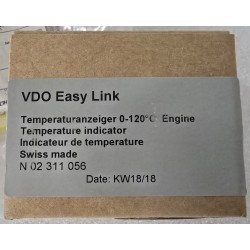 VDO Easy Link
Temperaturanzeiger 0-120°C Engine
Temperature indicator
Indicateur de temperature
Swiss made
N 02 311 056
Date: KW18/18